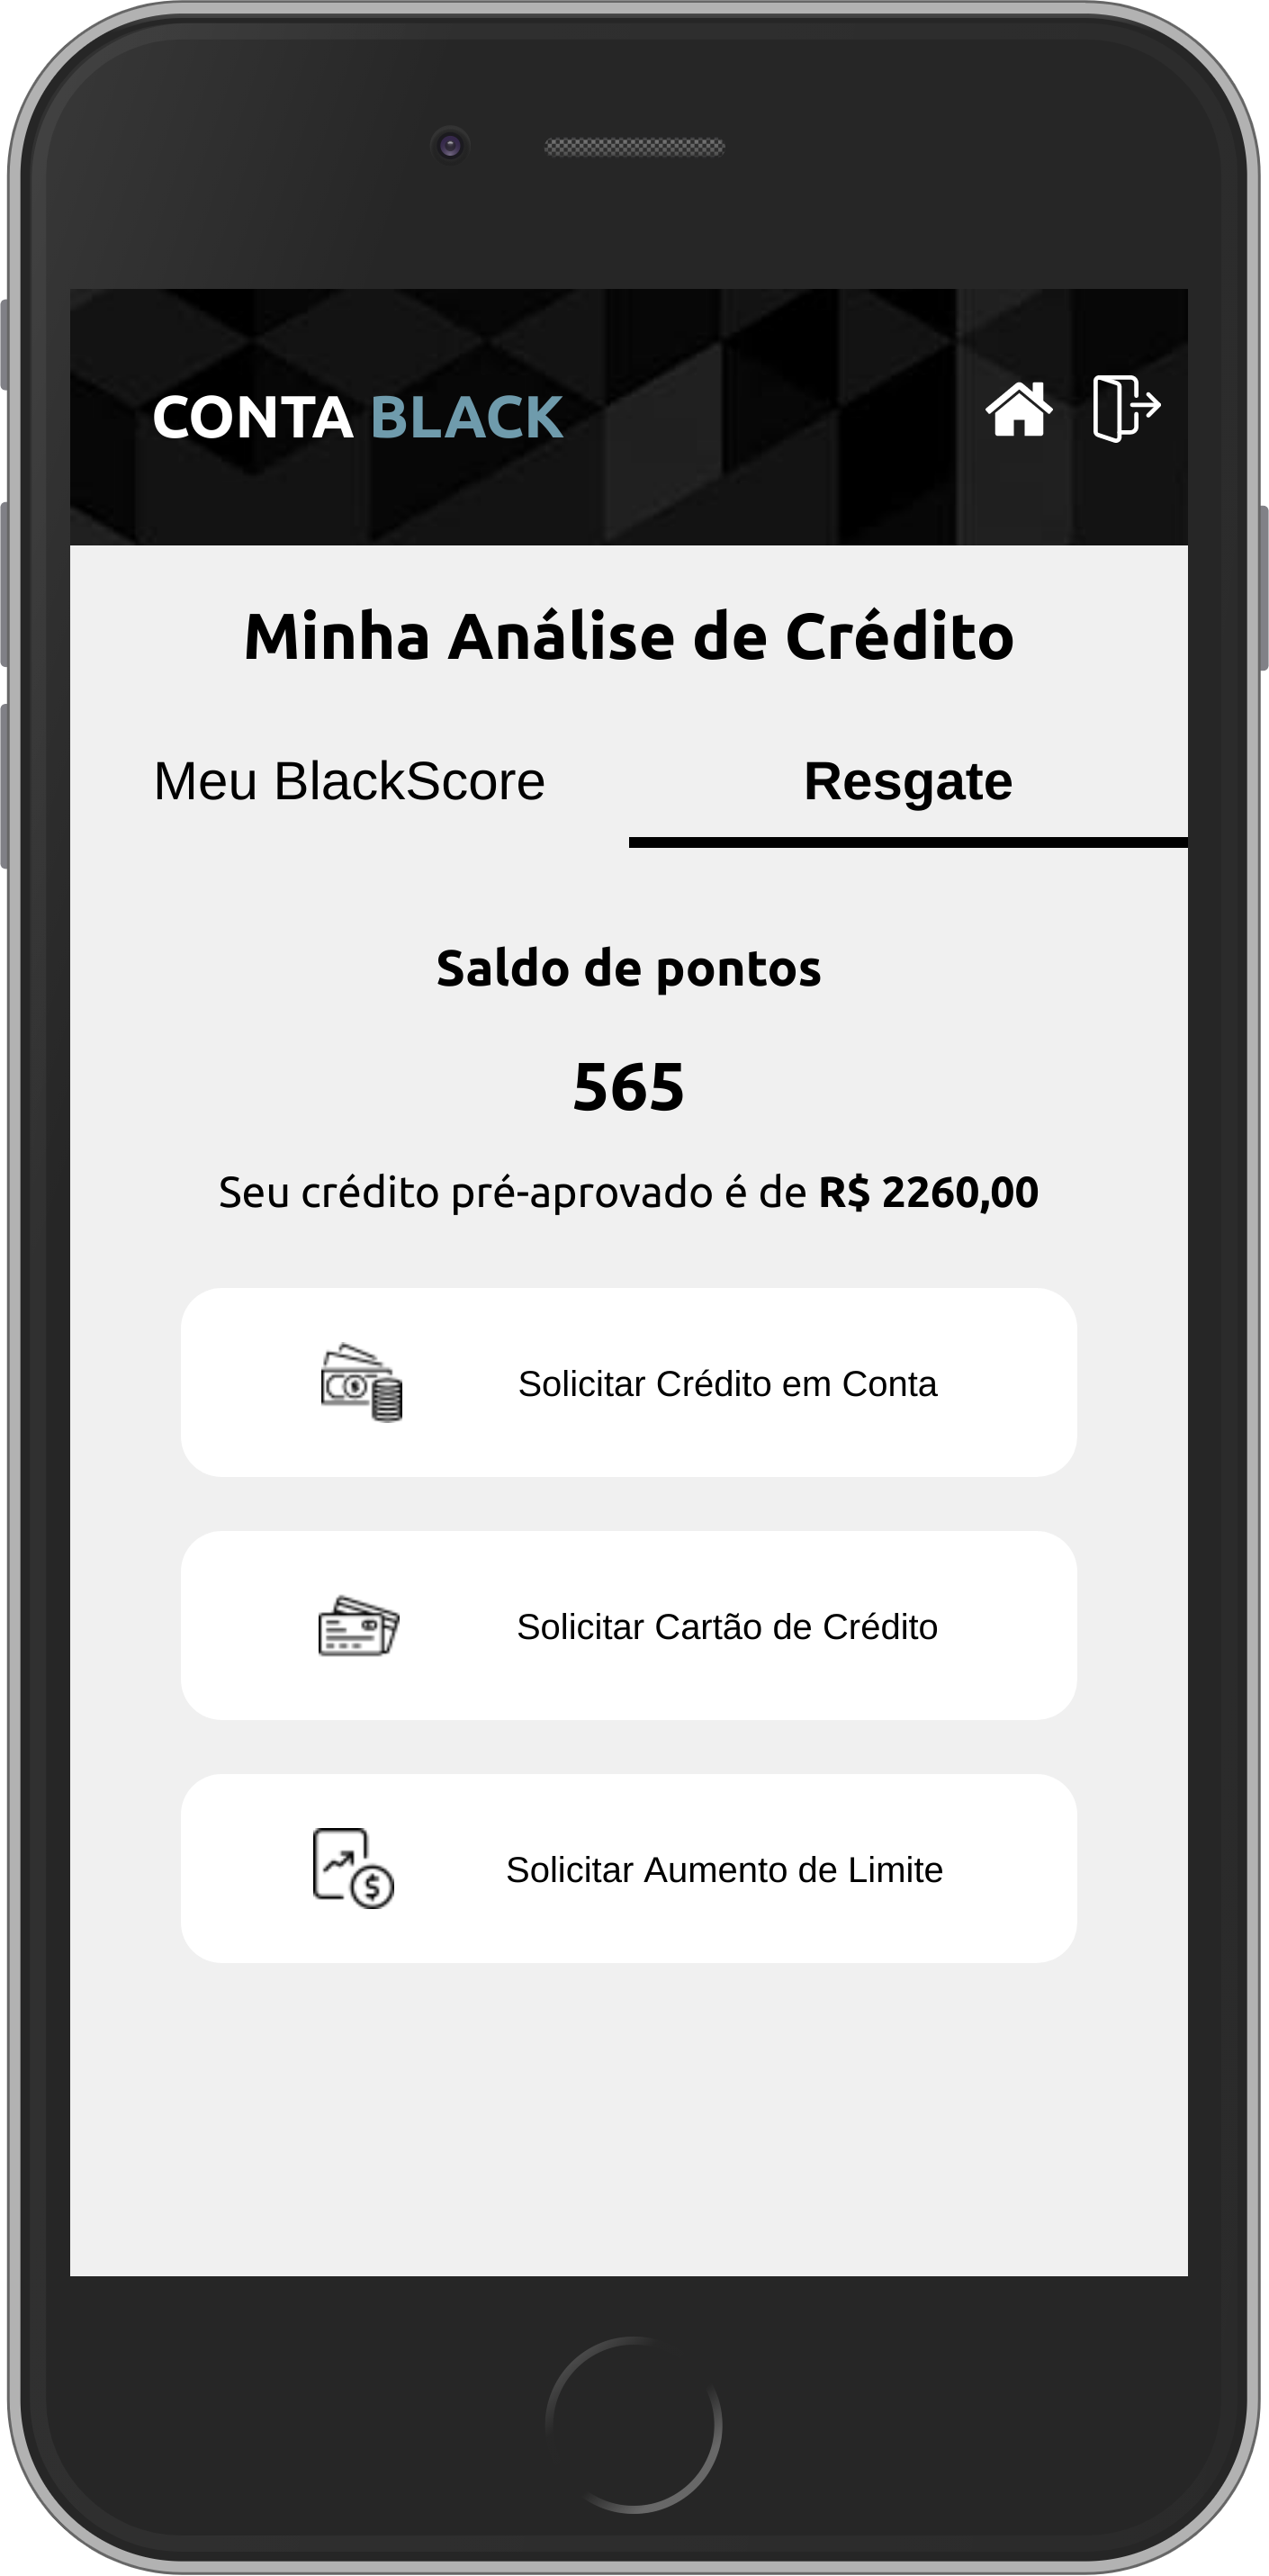 CONTA BLACK
Minha Análise de Crédito
Meu BlackScore
Resgate
Saldo de pontos
565
Seu crédito pré-aprovado é de R$ 2260,00
Solicitar Crédito em Conta
Solicitar Cartão de Crédito
Solicitar Aumento de Limite